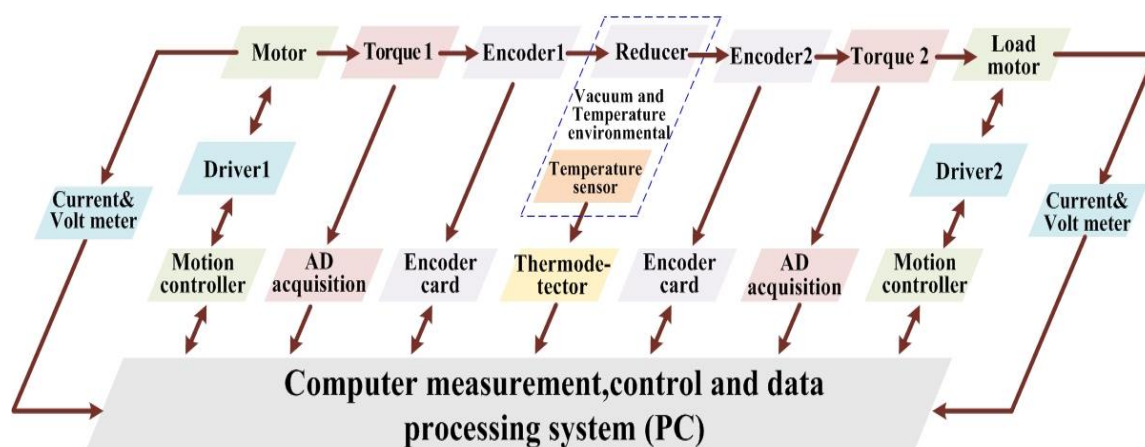 Motor
Torque 1
Encoder1
Reducer
Encoder2
Torque 2
Load
motor
Vacuum and
Temperature
environmental
Driver1
Temperature
sensor
Driver2
Current&
Volt meter
Current&
Volt meter
Motion
controller
AD
acquisition
Encoder
card
Thermode-
tector
Encoder
card
AD
acquisition
Motion
controller
Computer measurement,control and data
processing system (PC)